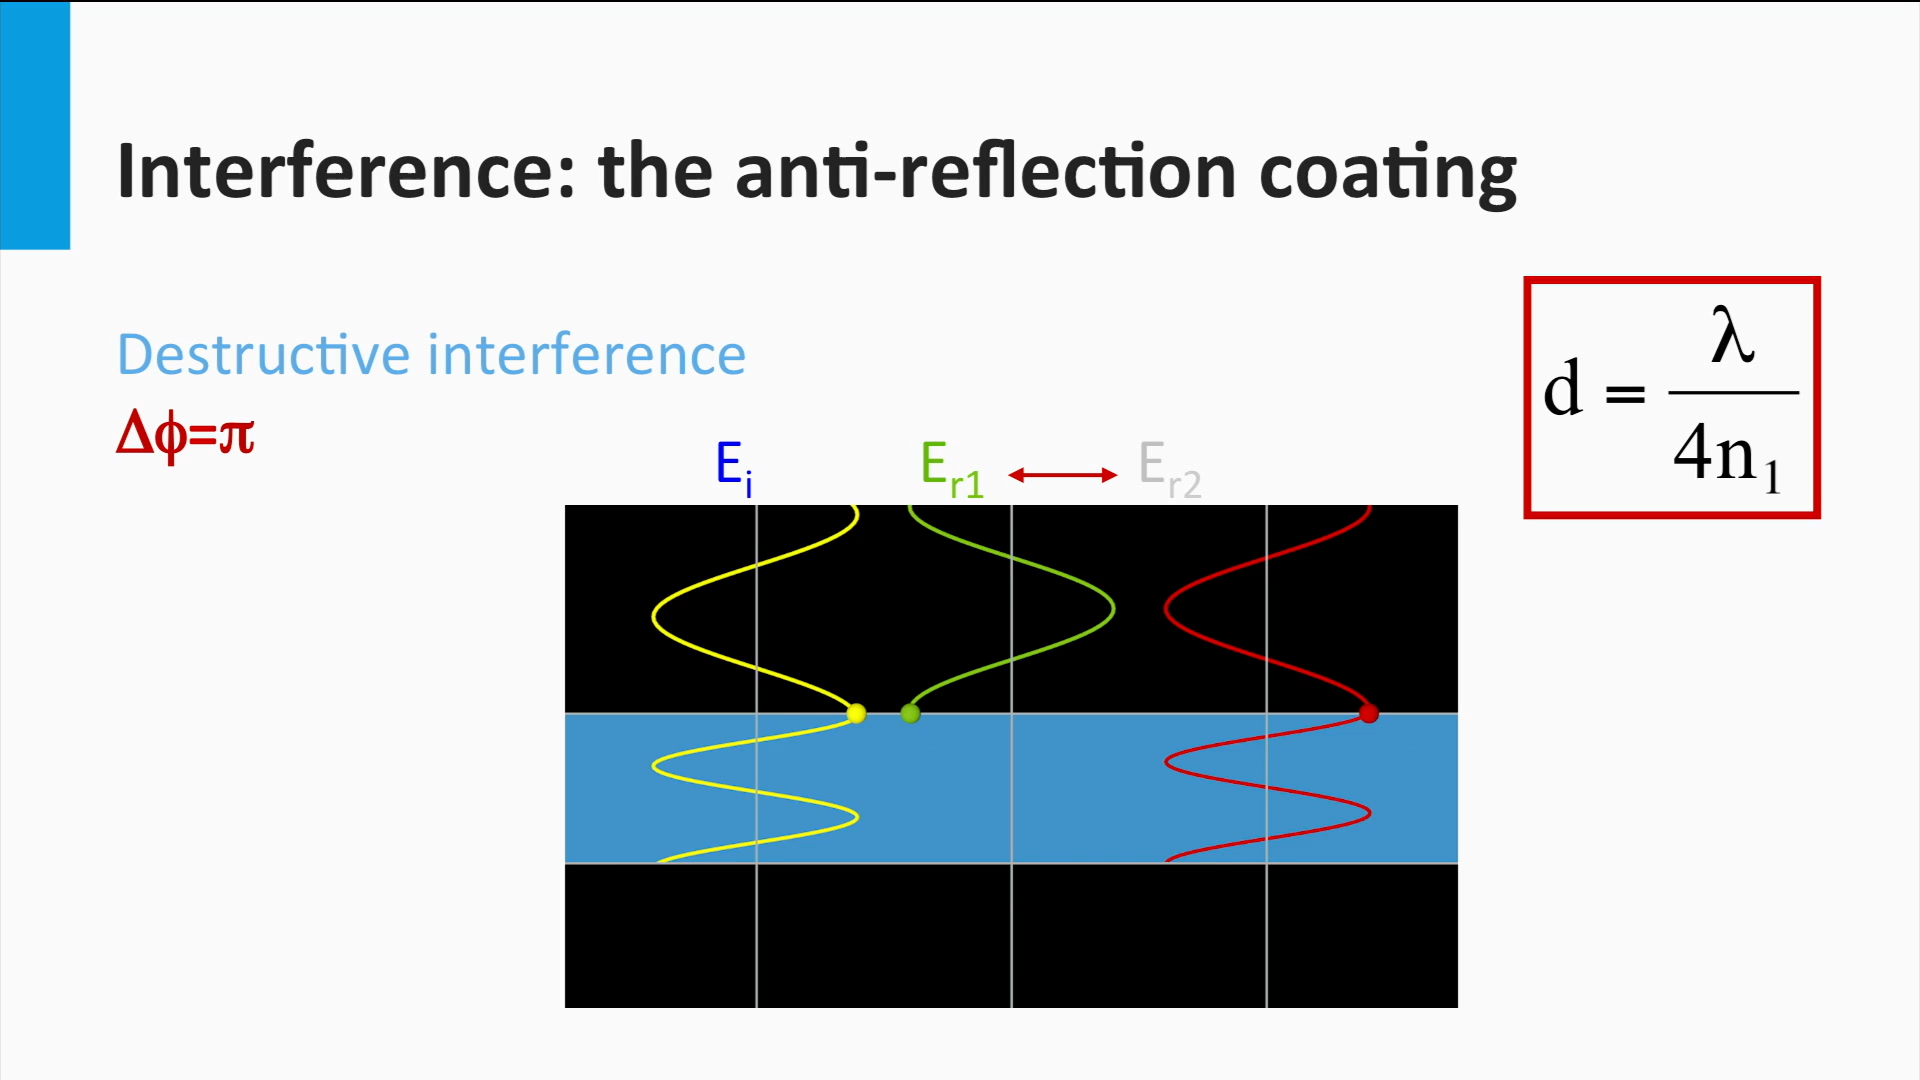 Interference: the anti-reflection coating
Destructive interference
Δϕ=π
d = λ / 4n₁
Eᵢ Eᵣ₁ Eᵣ₂